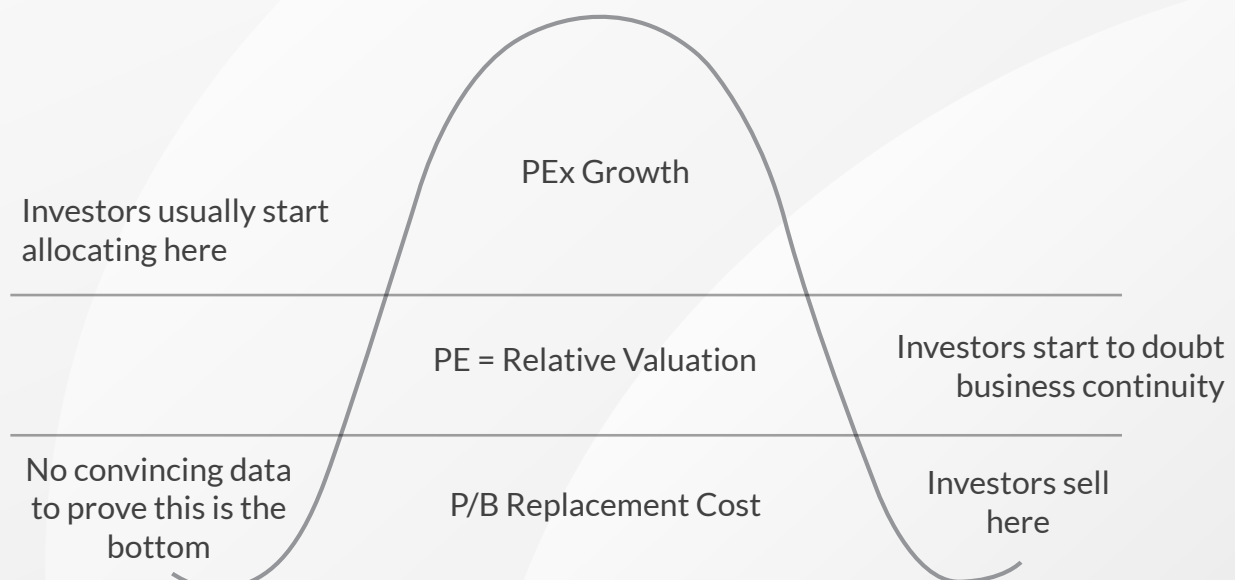 PEx Growth
Investors usually start
allocating here
PE = Relative Valuation
Investors start to doubt
business continuity
No convincing data
to prove this is the
bottom
P/B Replacement Cost
Investors sell
here